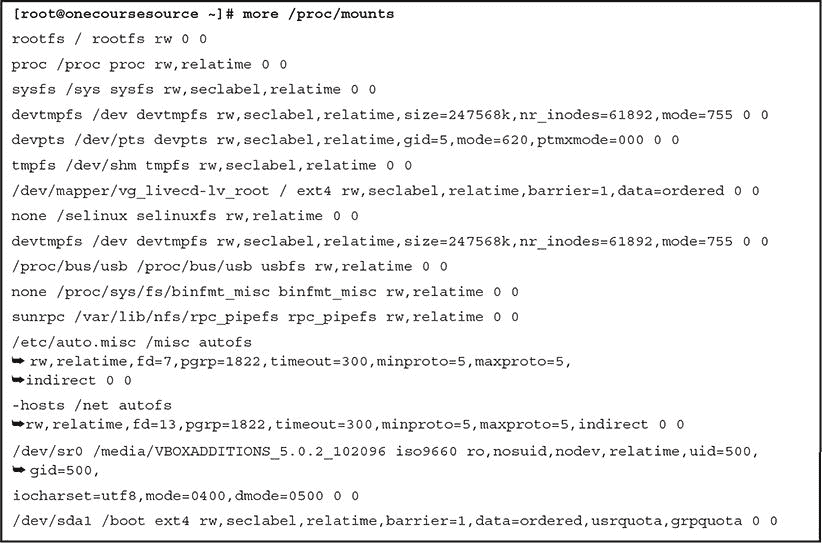 [root@onecoursesource ~]# more /proc/mounts
rootfs / rootfs rw 0 0
proc /proc proc rw,relatime 0 0
sysfs /sys sysfs rw,seclabel,relatime 0 0
devtmpfs /dev devtmpfs rw,seclabel,relatime,size=247568k,nr_inodes=61892,mode=755 0 0
devpts /dev/pts devpts rw,seclabel,relatime,gid=5,mode=620,ptmxmode=000 0 0
tmpfs /dev/shm tmpfs rw,seclabel,relatime 0 0
/dev/mapper/vg_livecd-lv_root / ext4 rw,seclabel,relatime,barrier=1,data=ordered 0 0
none /selinux selinuxfs rw,relatime 0 0
devtmpfs /dev devtmpfs rw,seclabel,relatime,size=247568k,nr_inodes=61892,mode=755 0 0
/proc/bus/usb /proc/bus/usb usbfs rw,relatime 0 0
none /proc/sys/fs/binfmt_misc binfmt_misc rw,relatime 0 0
sunrpc /var/lib/nfs/rpc_pipefs rpc_pipefs rw,relatime 0 0
/etc/auto.misc /misc autofs
➥ rw,relatime,fd=7,pgrp=1822,timeout=300,minproto=5,maxproto=5,
➥indirect 0 0
-hosts /net autofs
➥rw,relatime,fd=13,pgrp=1822,timeout=300,minproto=5,maxproto=5,indirect 0 0
/dev/sr0 /media/VBOXADDITIONS_5.0.2_102096 iso9660 ro,nosuid,nodev,relatime,uid=500,
➥ gid=500,
iocharset=utf8,mode=0400,dmode=0500 0 0
/dev/sda1 /boot ext4 rw,seclabel,relatime,barrier=1,data=ordered,usrquota,grpquota 0 0